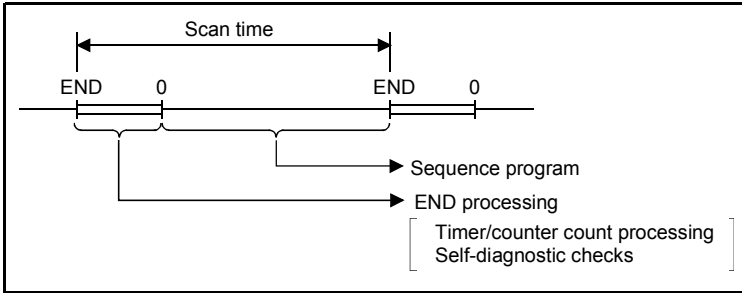 Scan time
END 0 END 0
Sequence program
END processing
Timer/counter count processing
Self-diagnostic checks